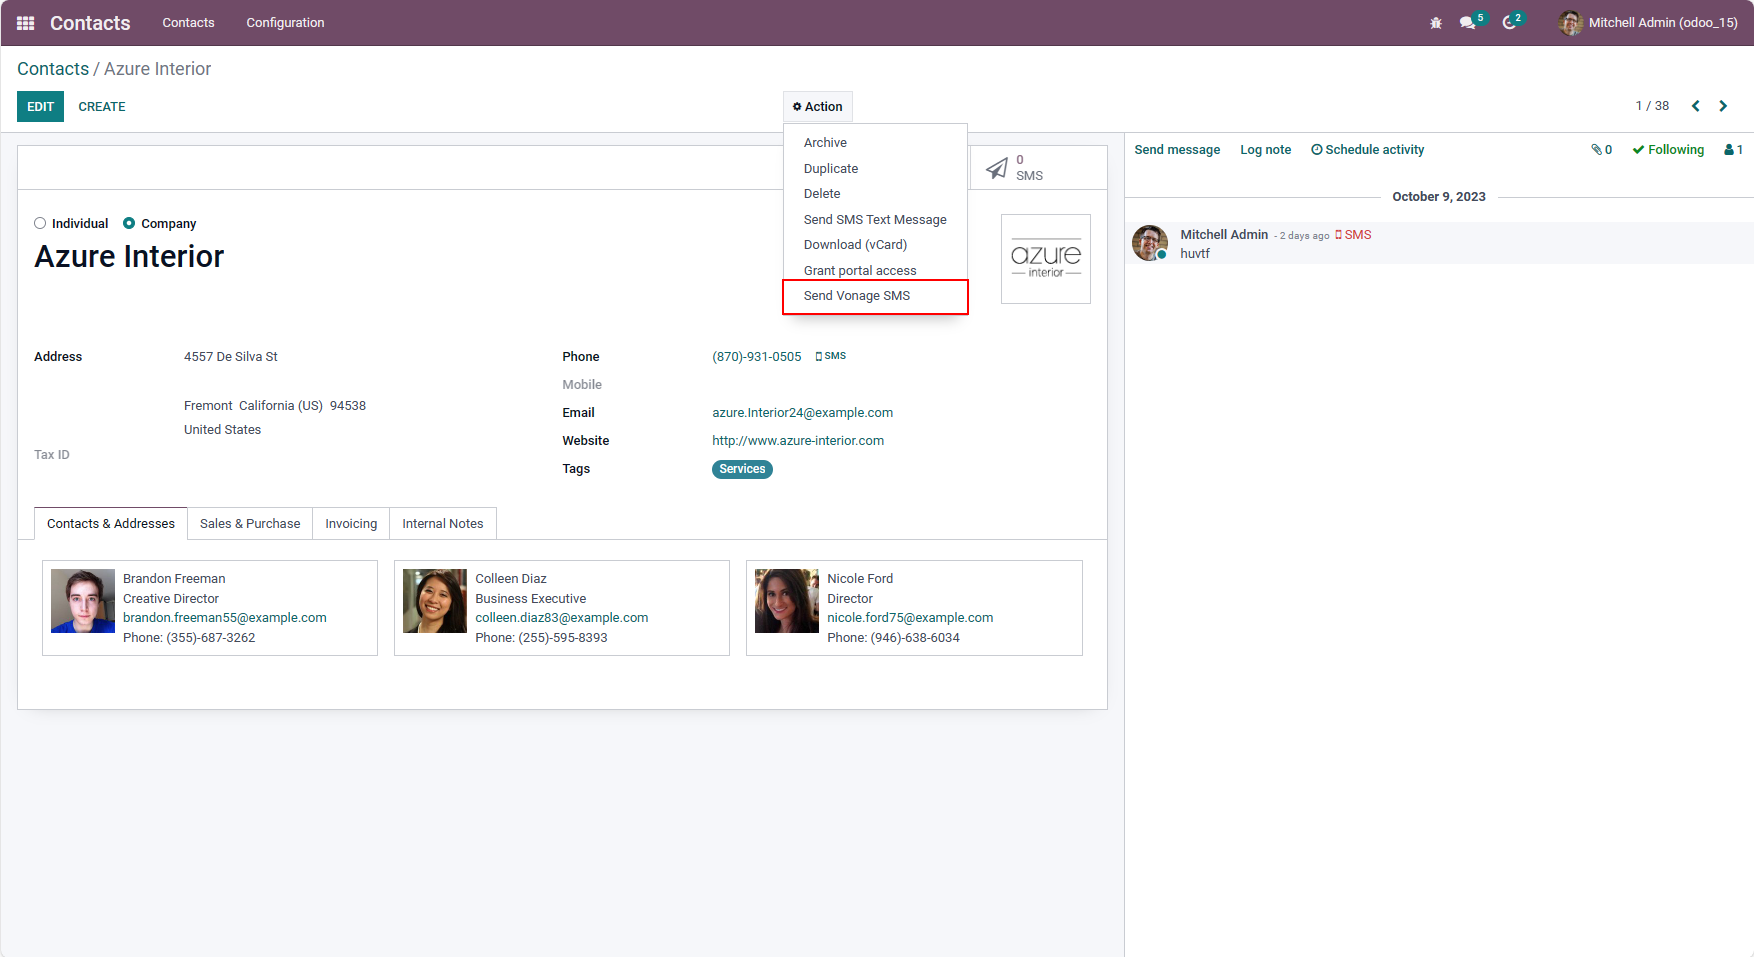 Contacts Contacts Configuration 5 2 Mitchell Admin (odoo_15)
Contacts / Azure Interior
EDIT CREATE Action 1 / 38
Archive
Duplicate
Delete
Send SMS Text Message
Download (vCard)
Grant portal access
Send Vonage SMS
0
SMS
Individual Company
Azure Interior
azure
interior
Address 4557 De Silva St
Fremont California (US) 94538
United States
Tax ID
Phone (870)-931-0505 SMS
Mobile
Email azure.Interior24@example.com
Website http://www.azure-interior.com
Tags Services
Contacts & Addresses Sales & Purchase Invoicing Internal Notes
Brandon Freeman
Creative Director
brandon.freeman55@example.com
Phone: (355)-687-3262
Colleen Diaz
Business Executive
colleen.diaz83@example.com
Phone: (255)-595-8393
Nicole Ford
Director
nicole.ford75@example.com
Phone: (946)-638-6034
Send message Log note Schedule activity 0 Following 1
October 9, 2023
Mitchell Admin - 2 days ago SMS
huvtf